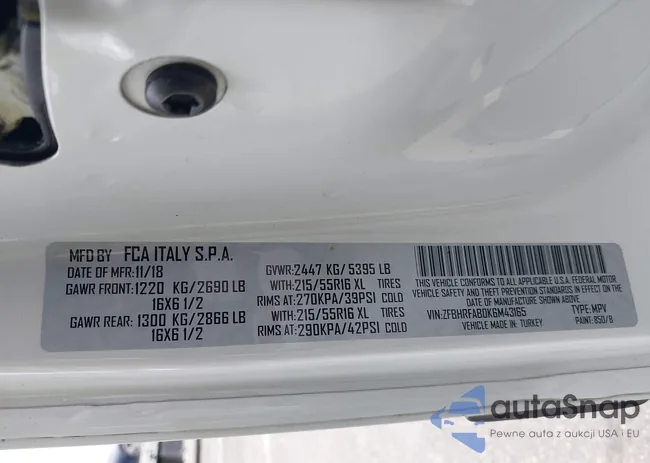 MFD BY FCA ITALY S.P.A.
DATE OF MFR:11/18
GAWR FRONT:1220 KG/2690 LB
16X6 1/2
GAWR REAR: 1300 KG/2866 LB
16X6 1/2
GVWR:2447 KG/ 5395 LB
WITH:215/55R16 XL TIRES
RIMS AT: 270KPA/39PSI COLD
WITH:215/55R16 XL TIRES
RIMS AT: 290KPA/42PSI COLD
THIS VEHICLE CONFORMS TO ALL APPLICABLE U.S.A. FEDERAL MOTOR
VEHICLE SAFETY STANDARDS IN EFFECT ON THE DATE OF MANUFACTURE SHOWN ABOVE.
VIN:ZFBHRFAB0K6M43165 TYPE: MPV
VEHICLE MADE IN: TURKEY PAINT: 850/B
autoSnap
Pewne auta z aukcji USA i EU